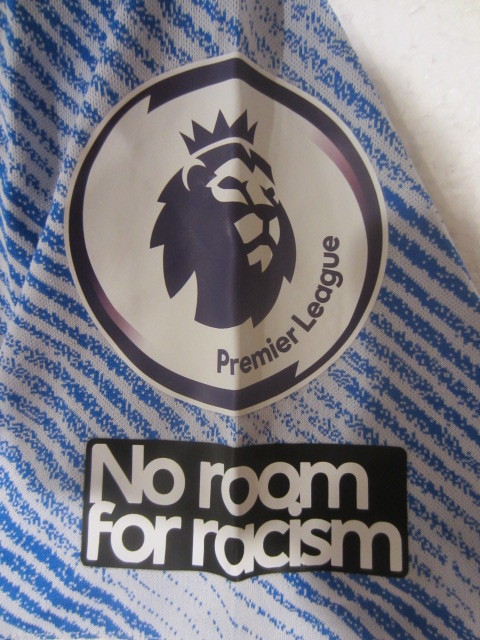 Premier League
No room
for racism